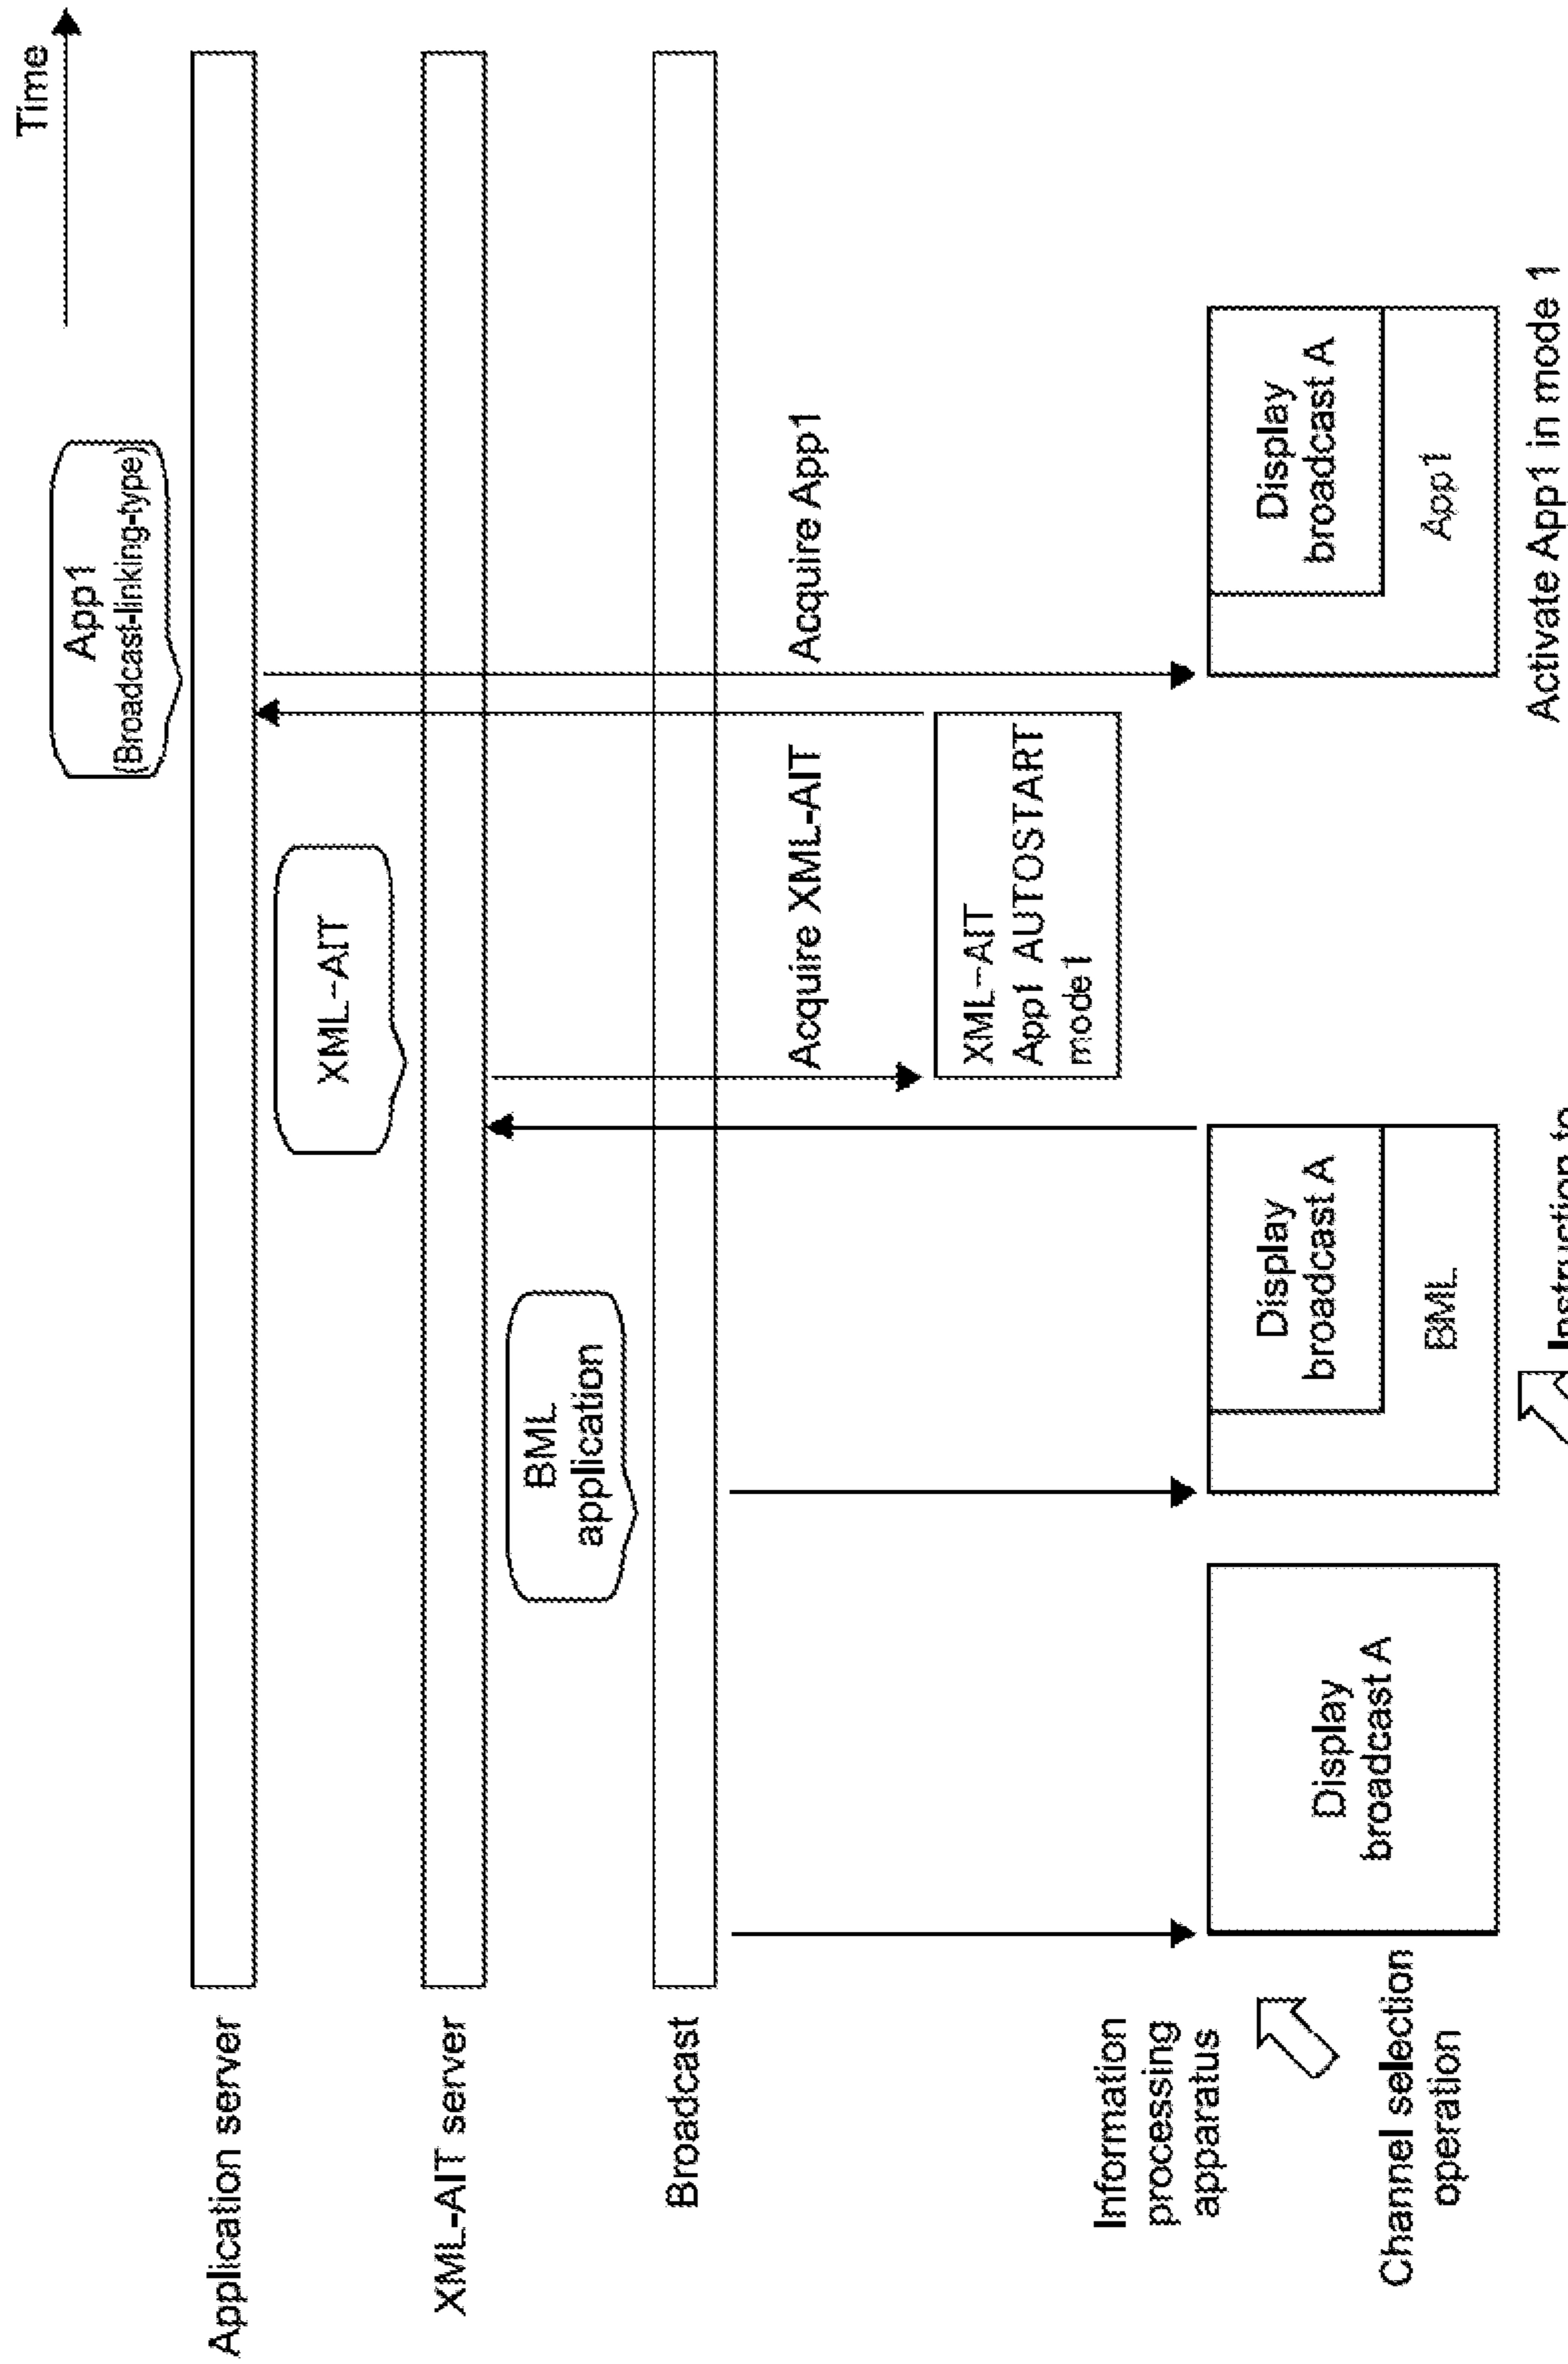 Time
App1
(Broadcast-linking-type)
Application server
XML-AIT
XML-AIT server
BML
application
Broadcast
Acquire XML-AIT
Acquire App1
XML-AIT
App1 AUTOSTART
mode1
Information
processing
apparatus
Channel selection
operation
Display
broadcast A
Display
broadcast A
BML
Display
broadcast A
App1
Instruction to
Activate App1 in mode 1